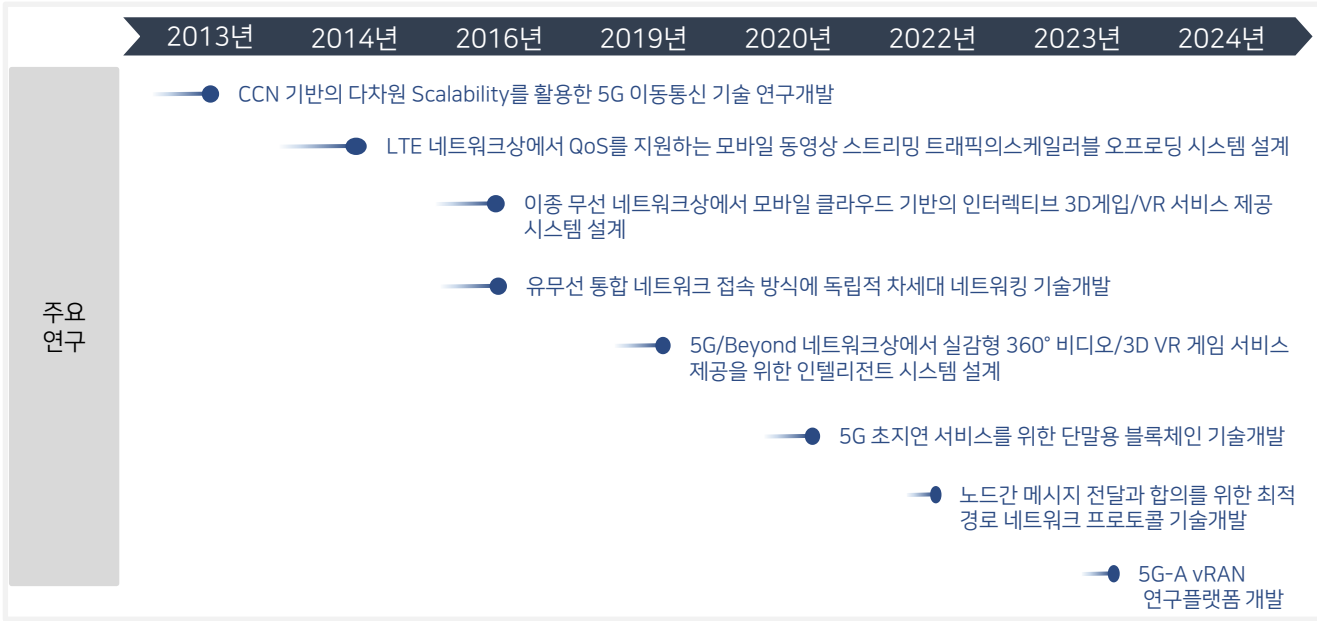 2013년 2014년 2016년 2019년 2020년 2022년 2023년 2024년
주요
연구
CCN 기반의 다차원 Scalability를 활용한 5G 이동통신 기술 연구개발
LTE 네트워크상에서 QoS를 지원하는 모바일 동영상 스트리밍 트래픽의스케일러블 오프로딩 시스템 설계
이종 무선 네트워크상에서 모바일 클라우드 기반의 인터렉티브 3D게입/VR 서비스 제공
시스템 설계
유무선 통합 네트워크 접속 방식에 독립적 차세대 네트워킹 기술개발
5G/Beyond 네트워크상에서 실감형 360° 비디오/3D VR 게임 서비스
제공을 위한 인텔리전트 시스템 설계
5G 초지연 서비스를 위한 단말용 블록체인 기술개발
노드간 메시지 전달과 합의를 위한 최적
경로 네트워크 프로토콜 기술개발
5G-A vRAN
연구플랫폼 개발